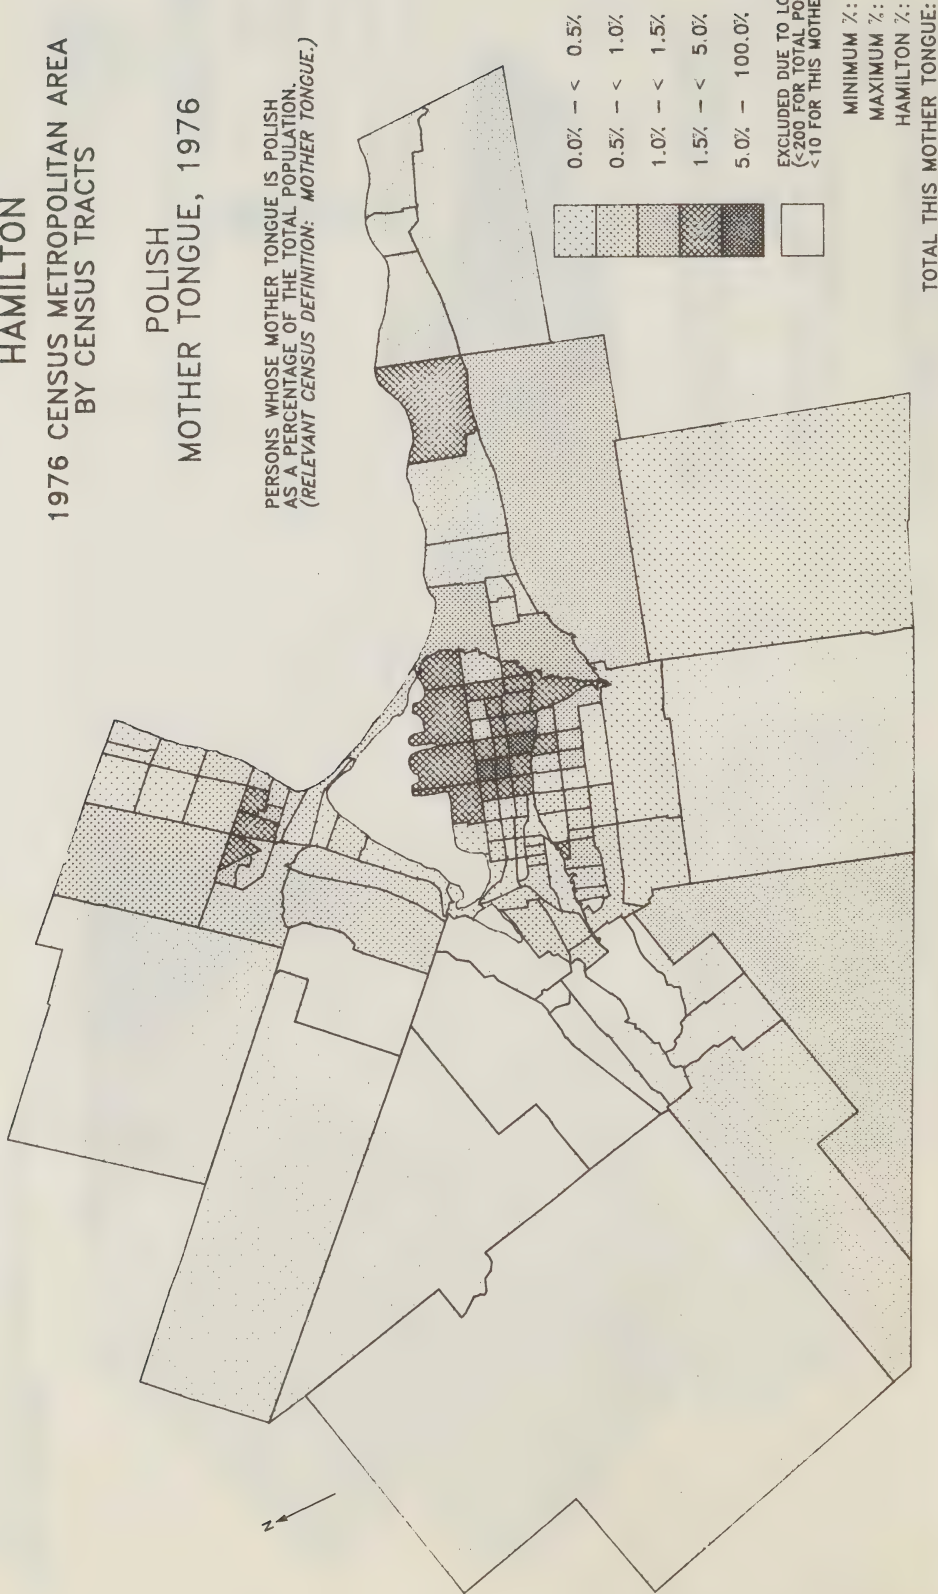 HAMILTON
1976 CENSUS METROPOLITAN AREA
BY CENSUS TRACTS
POLISH
MOTHER TONGUE, 1976
PERSONS WHOSE MOTHER TONGUE IS POLISH
AS A PERCENTAGE OF THE TOTAL POPULATION.
(RELEVANT CENSUS DEFINITION: MOTHER TONGUE.)
0.0% - < 0.5%
0.5% - < 1.0%
1.0% - < 1.5%
1.5% - < 5.0%
5.0% - 100.0%
EXCLUDED DUE TO
(<200 FOR TOTAL
<10 FOR THIS
MINIMUM %:
MAXIMUM %:
HAMILTON %:
TOTAL THIS MOTHER TONGUE:
N